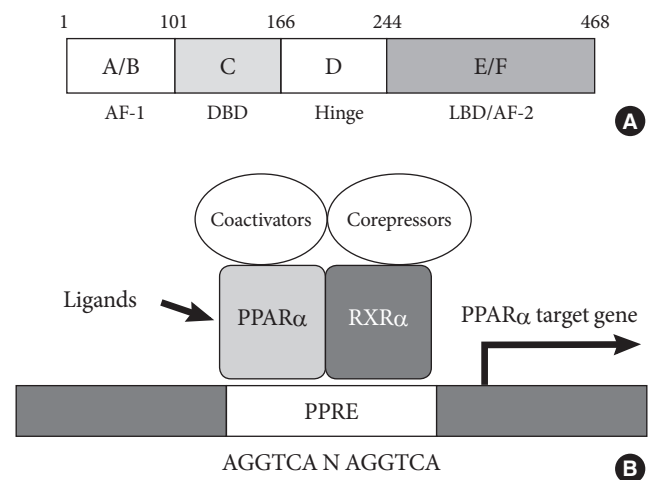 1 101 166 244 468
A/B C D E/F
AF-1 DBD Hinge LBD/AF-2
A
Coactivators Corepressors
Ligands
PPARα RXRα
PPARα target gene
PPRE
AGGTCA N AGGTCA
B